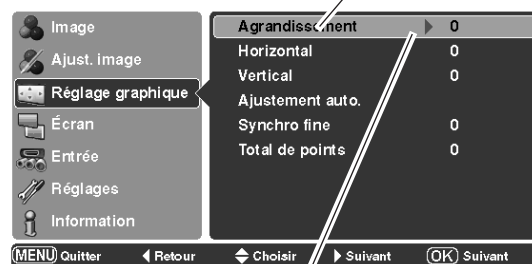 Image
Ajust. image
Réglage graphique
Écran
Entrée
Réglages
Information
Agrandissement 0
Horizontal 0
Vertical 0
Ajustement auto.
Synchro fine 0
Total de points 0
MENU Quitter Retour Choisir Suivant OK Suivant